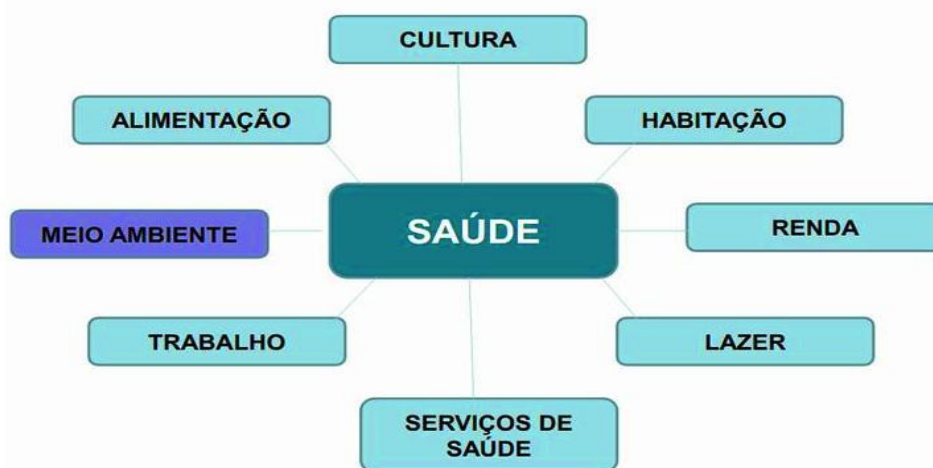 CULTURA
ALIMENTAÇÃO
HABITAÇÃO
MEIO AMBIENTE
SAÚDE
RENDA
TRABALHO
LAZER
SERVIÇOS DE
SAÚDE